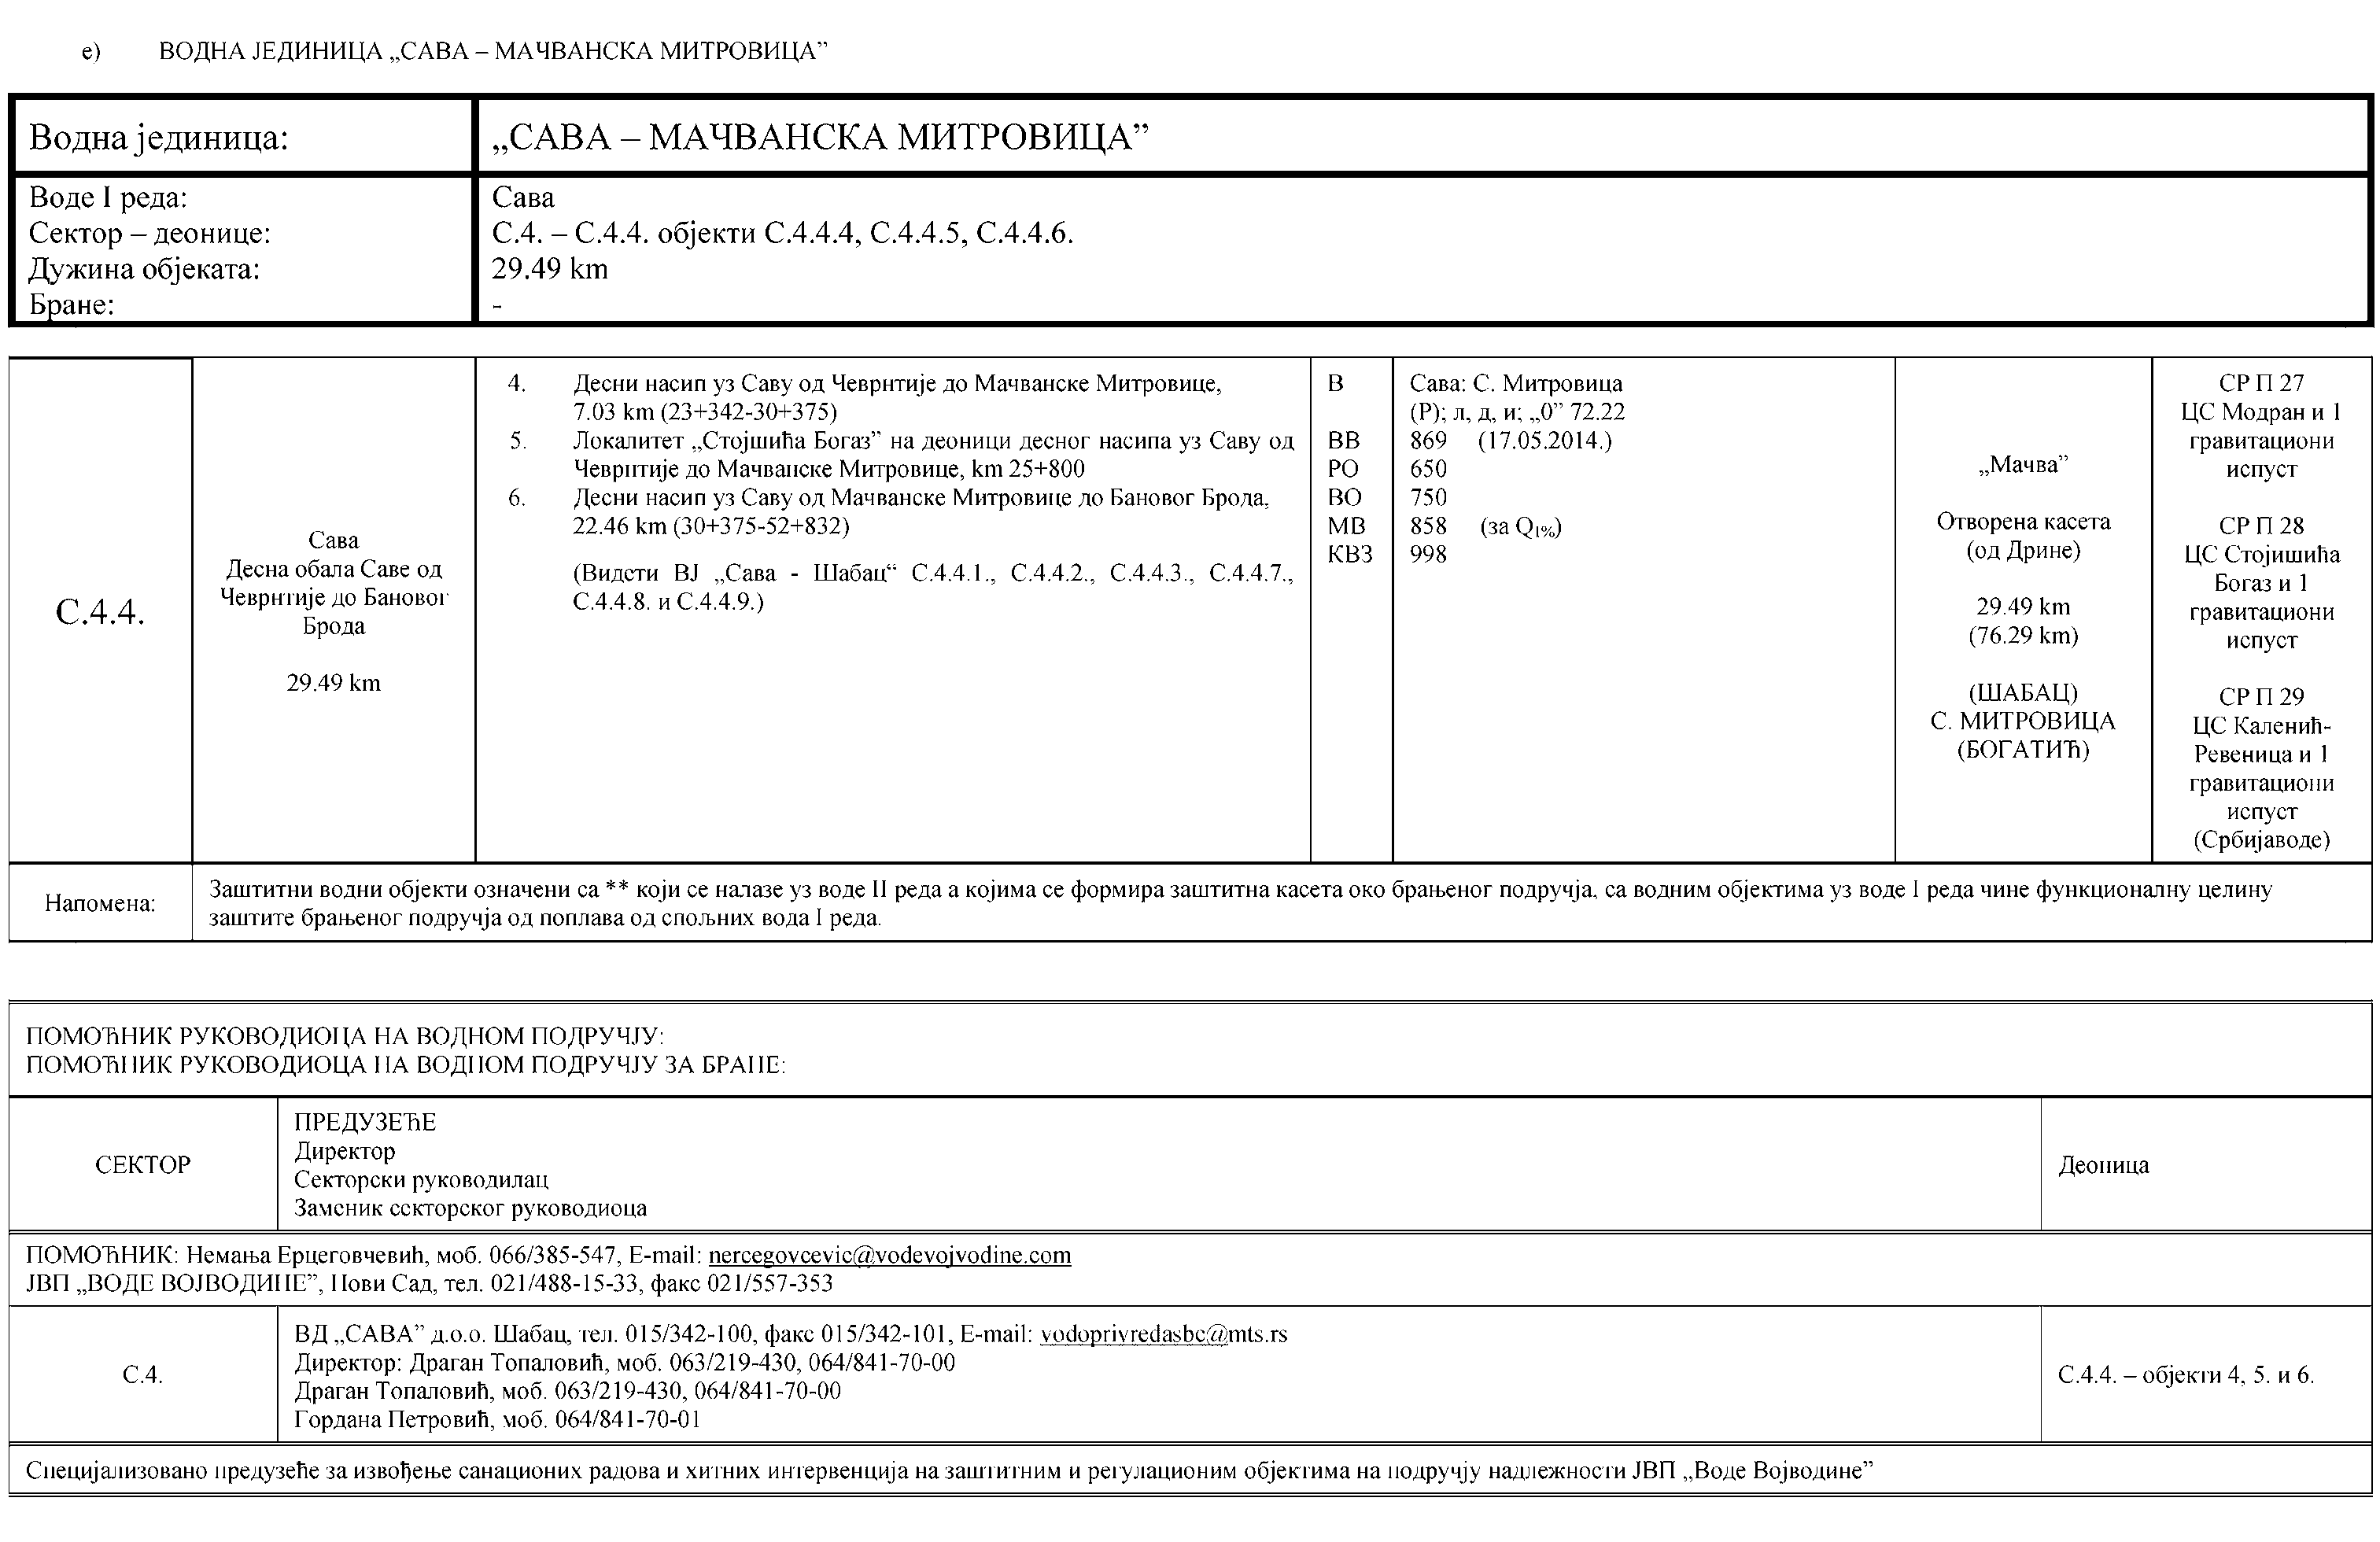 е) ВОДНА ЈЕДИНИЦА „САВА – МАЧВАНСКА МИТРОВИЦА”
Водна јединица:
„САВА – МАЧВАНСКА МИТРОВИЦА”
Воде I реда:
Сава
Сектор – деонице:
С.4. – С.4.4. објекти С.4.4.4, С.4.4.5, С.4.4.6.
Дужина објеката:
29.49 km
Бране:
-
С.4.4.
Сава
Десна обала Саве од
Чеврнтије до Бановог
Брода
29.49 km
4. Десни насип уз Саву од Чеврнтије до Мачванске Митровице,
7.03 km (23+342-30+375)
5. Локалитет „Стојшића Богаз” на деоници десног насипа уз Саву од
Чеврнтије до Мачванске Митровице, km 25+800
6. Десни насип уз Саву од Мачванске Митровице до Бановог Брода,
22.46 km (30+375-52+832)
(Видети ВЈ „Сава - Шабац“ С.4.4.1., С.4.4.2., С.4.4.3., С.4.4.7.,
С.4.4.8. и С.4.4.9.)
В Сава: С. Митровица
(Р); л, д, и; „0” 72.22
ВВ 869 (17.05.2014.)
РО 650
ВО 750
МВ 858 (за Q1%)
КВЗ 998
„Мачва”
Отворена касета
(од Дрине)
29.49 km
(76.29 km)
(ШАБАЦ)
С. МИТРОВИЦА
(БОГАТИЋ)
СР П 27
ЦС Модран и 1
гравитациони
испуст
СР П 28
ЦС Стојишића
Богаз и 1
гравитациони
испуст
СР П 29
ЦС Каленић-
Ревеница и 1
гравитациони
испуст
(Србијаводе)
Напомена:
Заштитни водни објекти означени са ** који се налазе уз воде II реда а којима се формира заштитна касета око брањеног подручја, са водним објектима уз воде I реда чине функционалну целину
заштите брањеног подручја од поплава од спољних вода I реда.
ПОМОЋНИК РУКОВОДИОЦА НА ВОДНОМ ПОДРУЧЈУ:
ПОМОЋНИК РУКОВОДИОЦА НА ВОДНОМ ПОДРУЧЈУ ЗА БРАНЕ:
СЕКТОР
ПРЕДУЗЕЋЕ
Директор
Секторски руководилац
Заменик секторског руководиоца
Деоница
ПОМОЋНИК: Немања Ерцеговчевић, моб. 066/385-547, E-mail: nercegovcevic@vodevojvodine.com
ЈВП „ВОДЕ ВОЈВОДИНЕ”, Нови Сад, тел. 021/488-15-33, факс 021/557-353
С.4.
ВД „САВА” д.о.о. Шабац, тел. 015/342-100, факс 015/342-101, E-mail: vodoprivredasbc@mts.rs
Директор: Драган Топаловић, моб. 063/219-430, 064/841-70-00
Драган Топаловић, моб. 063/219-430, 064/841-70-00
Гордана Петровић, моб. 064/841-70-01
С.4.4. – објекти 4, 5. и 6.
Специјализовано предузеће за извођење санационих радова и хитних интервенција на заштитним и регулационим објектима на подручју надлежности ЈВП „Воде Војводине”